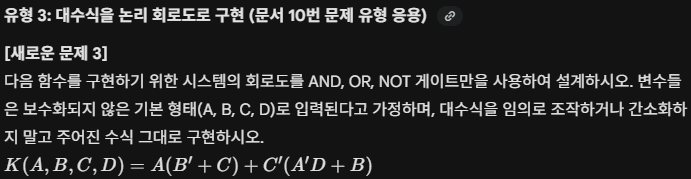 유형 3: 대수식을 논리 회로도로 구현 (문서 10번 문제 유형 응용)
[새로운 문제 3]
다음 함수를 구현하기 위한 시스템의 회로도를 AND, OR, NOT 게이트만을 사용하여 설계하시오. 변수들
은 보수화되지 않은 기본 형태(A, B, C, D)로 입력된다고 가정하며, 대수식을 임의로 조작하거나 간소화하
지 말고 주어진 수식 그대로 구현하시오.
K(A, B, C, D) = A(B′ + C) + C′(A′D + B)